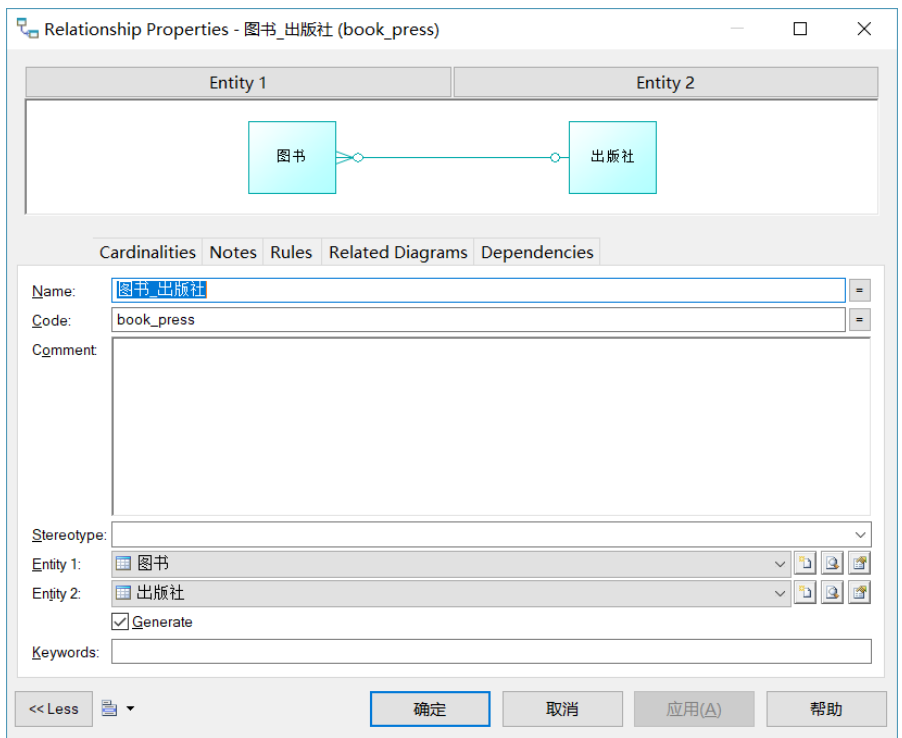 Relationship Properties - 图书_出版社 (book_press)
Entity 1 Entity 2
图书 出版社
Cardinalities Notes Rules Related Diagrams Dependencies
Name: 图书_出版社 =
Code: book_press =
Comment
Stereotype:
Entity 1: 图书
Entity 2: 出版社
Generate
Keywords:
<< Less 确定 取消 应用(A) 帮助